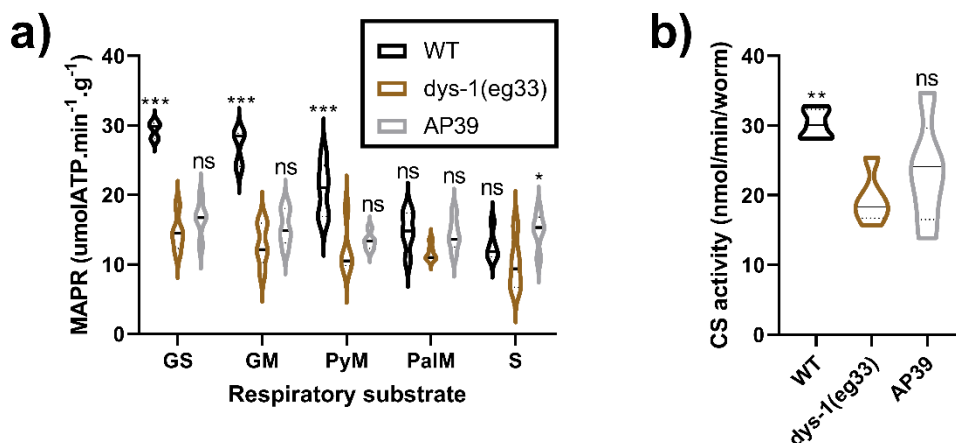 a)
WT
dys-1(eg33)
AP39
MAPR (umolATP.min⁻¹.g⁻¹)
40
30
20
10
0
***
***
***
ns
ns
ns
ns
ns
*
GS
GM
PyM
PalM
S
Respiratory substrate
b)
CS activity (nmol/min/worm)
40
30
20
10
0
**
ns
WT
dys-1(eg33)
AP39